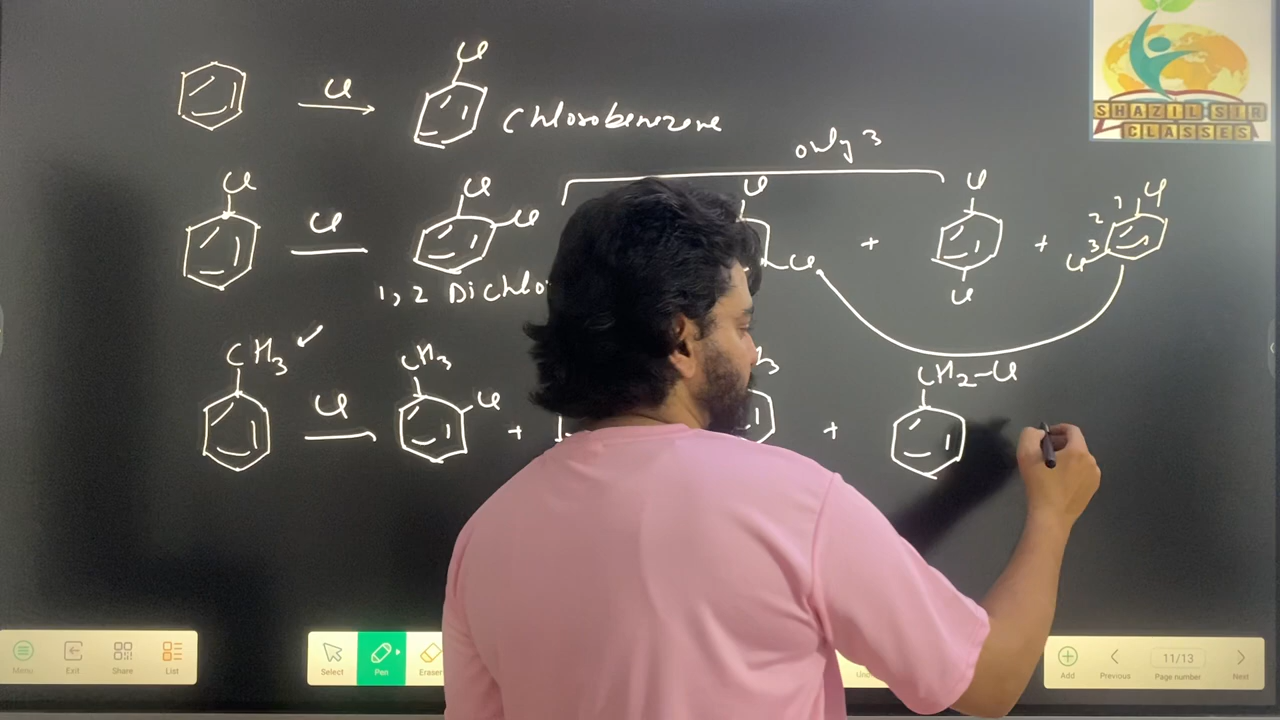 SHAZIL SIR
CLASSES
Cl
Cl
Chlorobenezene
only 3
Cl
Cl
Cl
Cl
Cl
Cl
+
Cl
Cl
+
1
2
3
Cl
Cl
1, 2 Dichlo
CH3 ✓
Cl
CH3
Cl
+
H3
+
CH2-Cl
Menu
Exit
Share
List
Select
Pen
Eraser
Add
Previous
11/13
Page number
Next